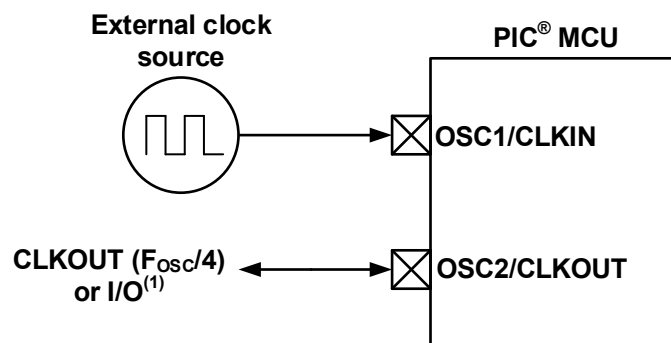 External clock
source
PIC® MCU
OSC1/CLKIN
CLKOUT (FOSC/4)
or I/O(1)
OSC2/CLKOUT